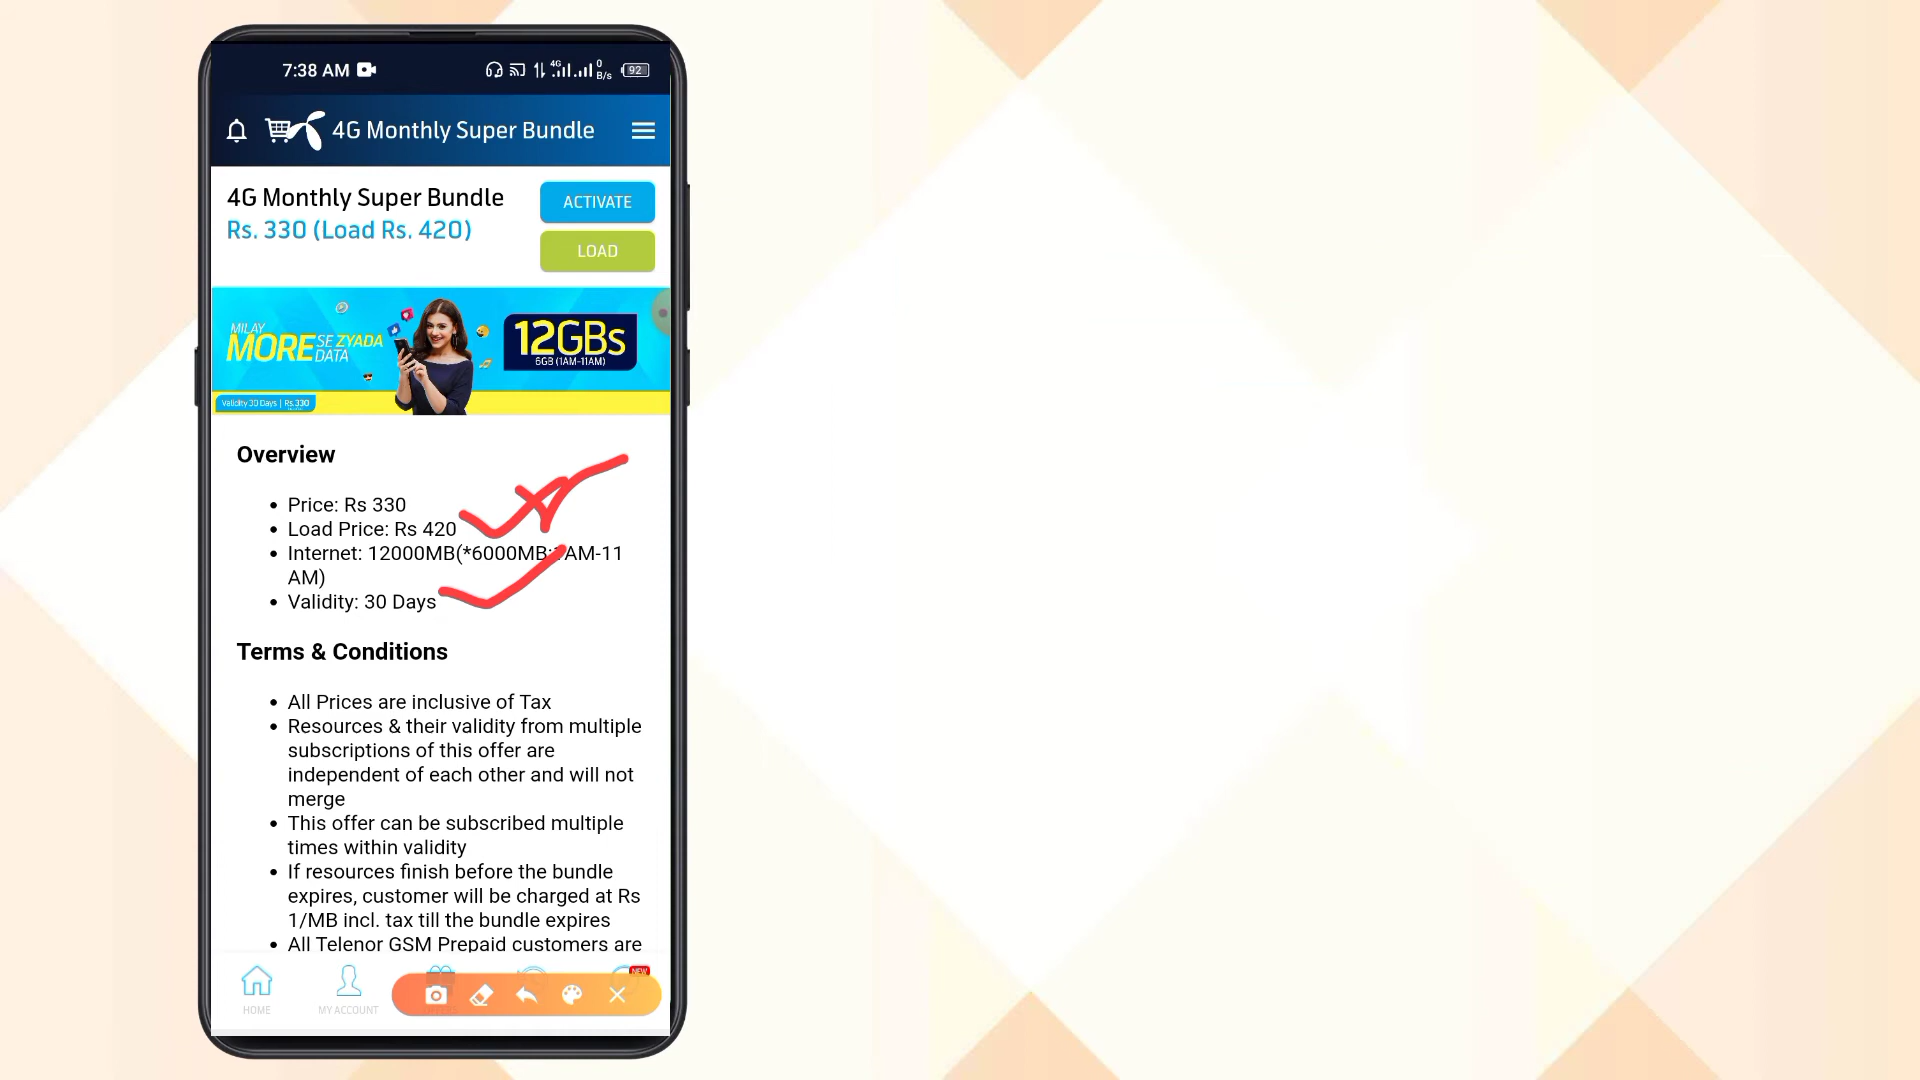 7:38 AM
4G
0
B/s
92
4G Monthly Super Bundle
4G Monthly Super Bundle
ACTIVATE
Rs. 330 (Load Rs. 420)
LOAD
MILAY
MORE SE ZYADA
DATA
12GBs
6GB (1AM-11AM)
Validity 30 Days | Rs.330
Overview
• Price: Rs 330
• Load Price: Rs 420
• Internet: 12000MB(*6000MB:1AM-11
AM)
• Validity: 30 Days
Terms & Conditions
• All Prices are inclusive of Tax
• Resources & their validity from multiple
subscriptions of this offer are
independent of each other and will not
merge
• This offer can be subscribed multiple
times within validity
• If resources finish before the bundle
expires, customer will be charged at Rs
1/MB incl. tax till the bundle expires
• All Telenor GSM Prepaid customers are
NEW
HOME
MY ACCOUNT